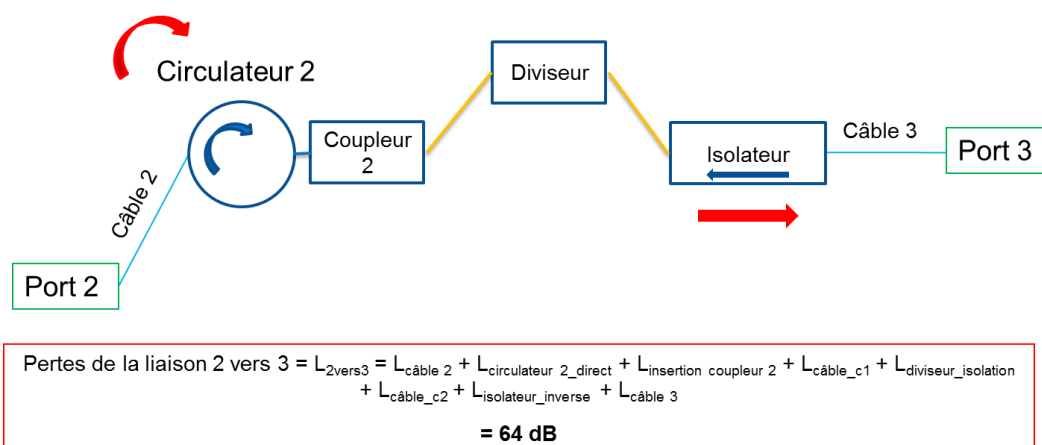 Circulateur 2
Diviseur
Coupleur
2
Câble 2
Isolateur
Câble 3
Port 3
Port 2
Pertes de la liaison 2 vers 3 = L2vers3 = Lcâble 2 + Lcirculateur 2_direct + Linsertion coupleur 2 + Lcâble_c1 + Ldiviseur_isolation
+ Lcâble_c2 + Lisolateur_inverse + Lcâble 3
= 64 dB